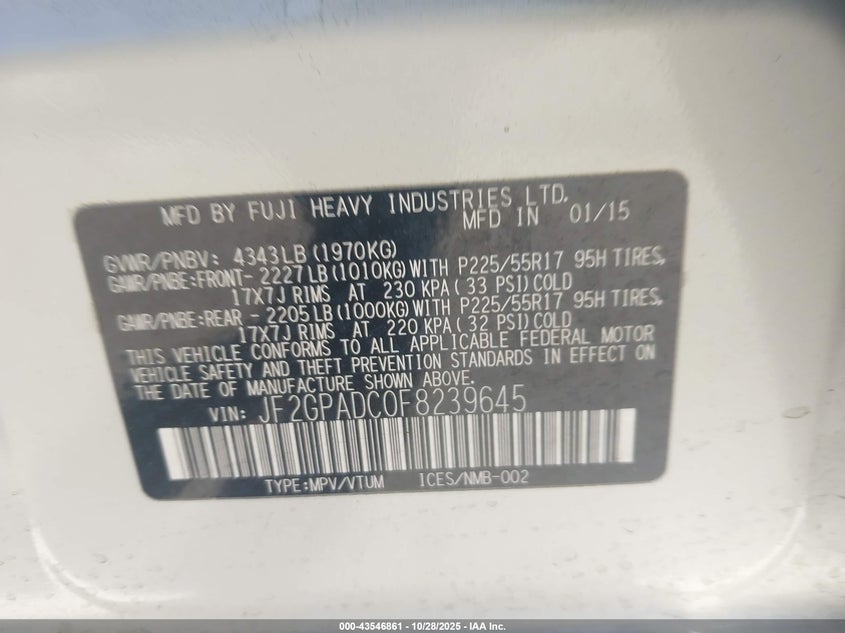 MFD BY FUJI HEAVY INDUSTRIES LTD.
MFD IN 01/15
GVWR/PNBV: 4343LB(1970KG)
GAWR/PNBE:FRONT- 2227LB(1010KG)WITH P225/55R17 95H TIRES,
17X7J RIMS AT 230 KPA( 33 PSI)COLD
GAWR/PNBE:REAR - 2205LB(1000KG)WITH P225/55R17 95H TIRES,
17X7J RIMS AT 220 KPA( 32 PSI)COLD
THIS VEHICLE CONFORMS TO ALL APPLICABLE FEDERAL MOTOR
VEHICLE SAFETY AND THEFT PREVENTION STANDARDS IN EFFECT ON
THE DATE OF MANUFACTURE SHOWN ABOVE.
VIN: JF2GPADC0F8239645
TYPE:MPV/VTUM ICES/NMB-002
000-43546861 - 10/28/2025 - IAA Inc.